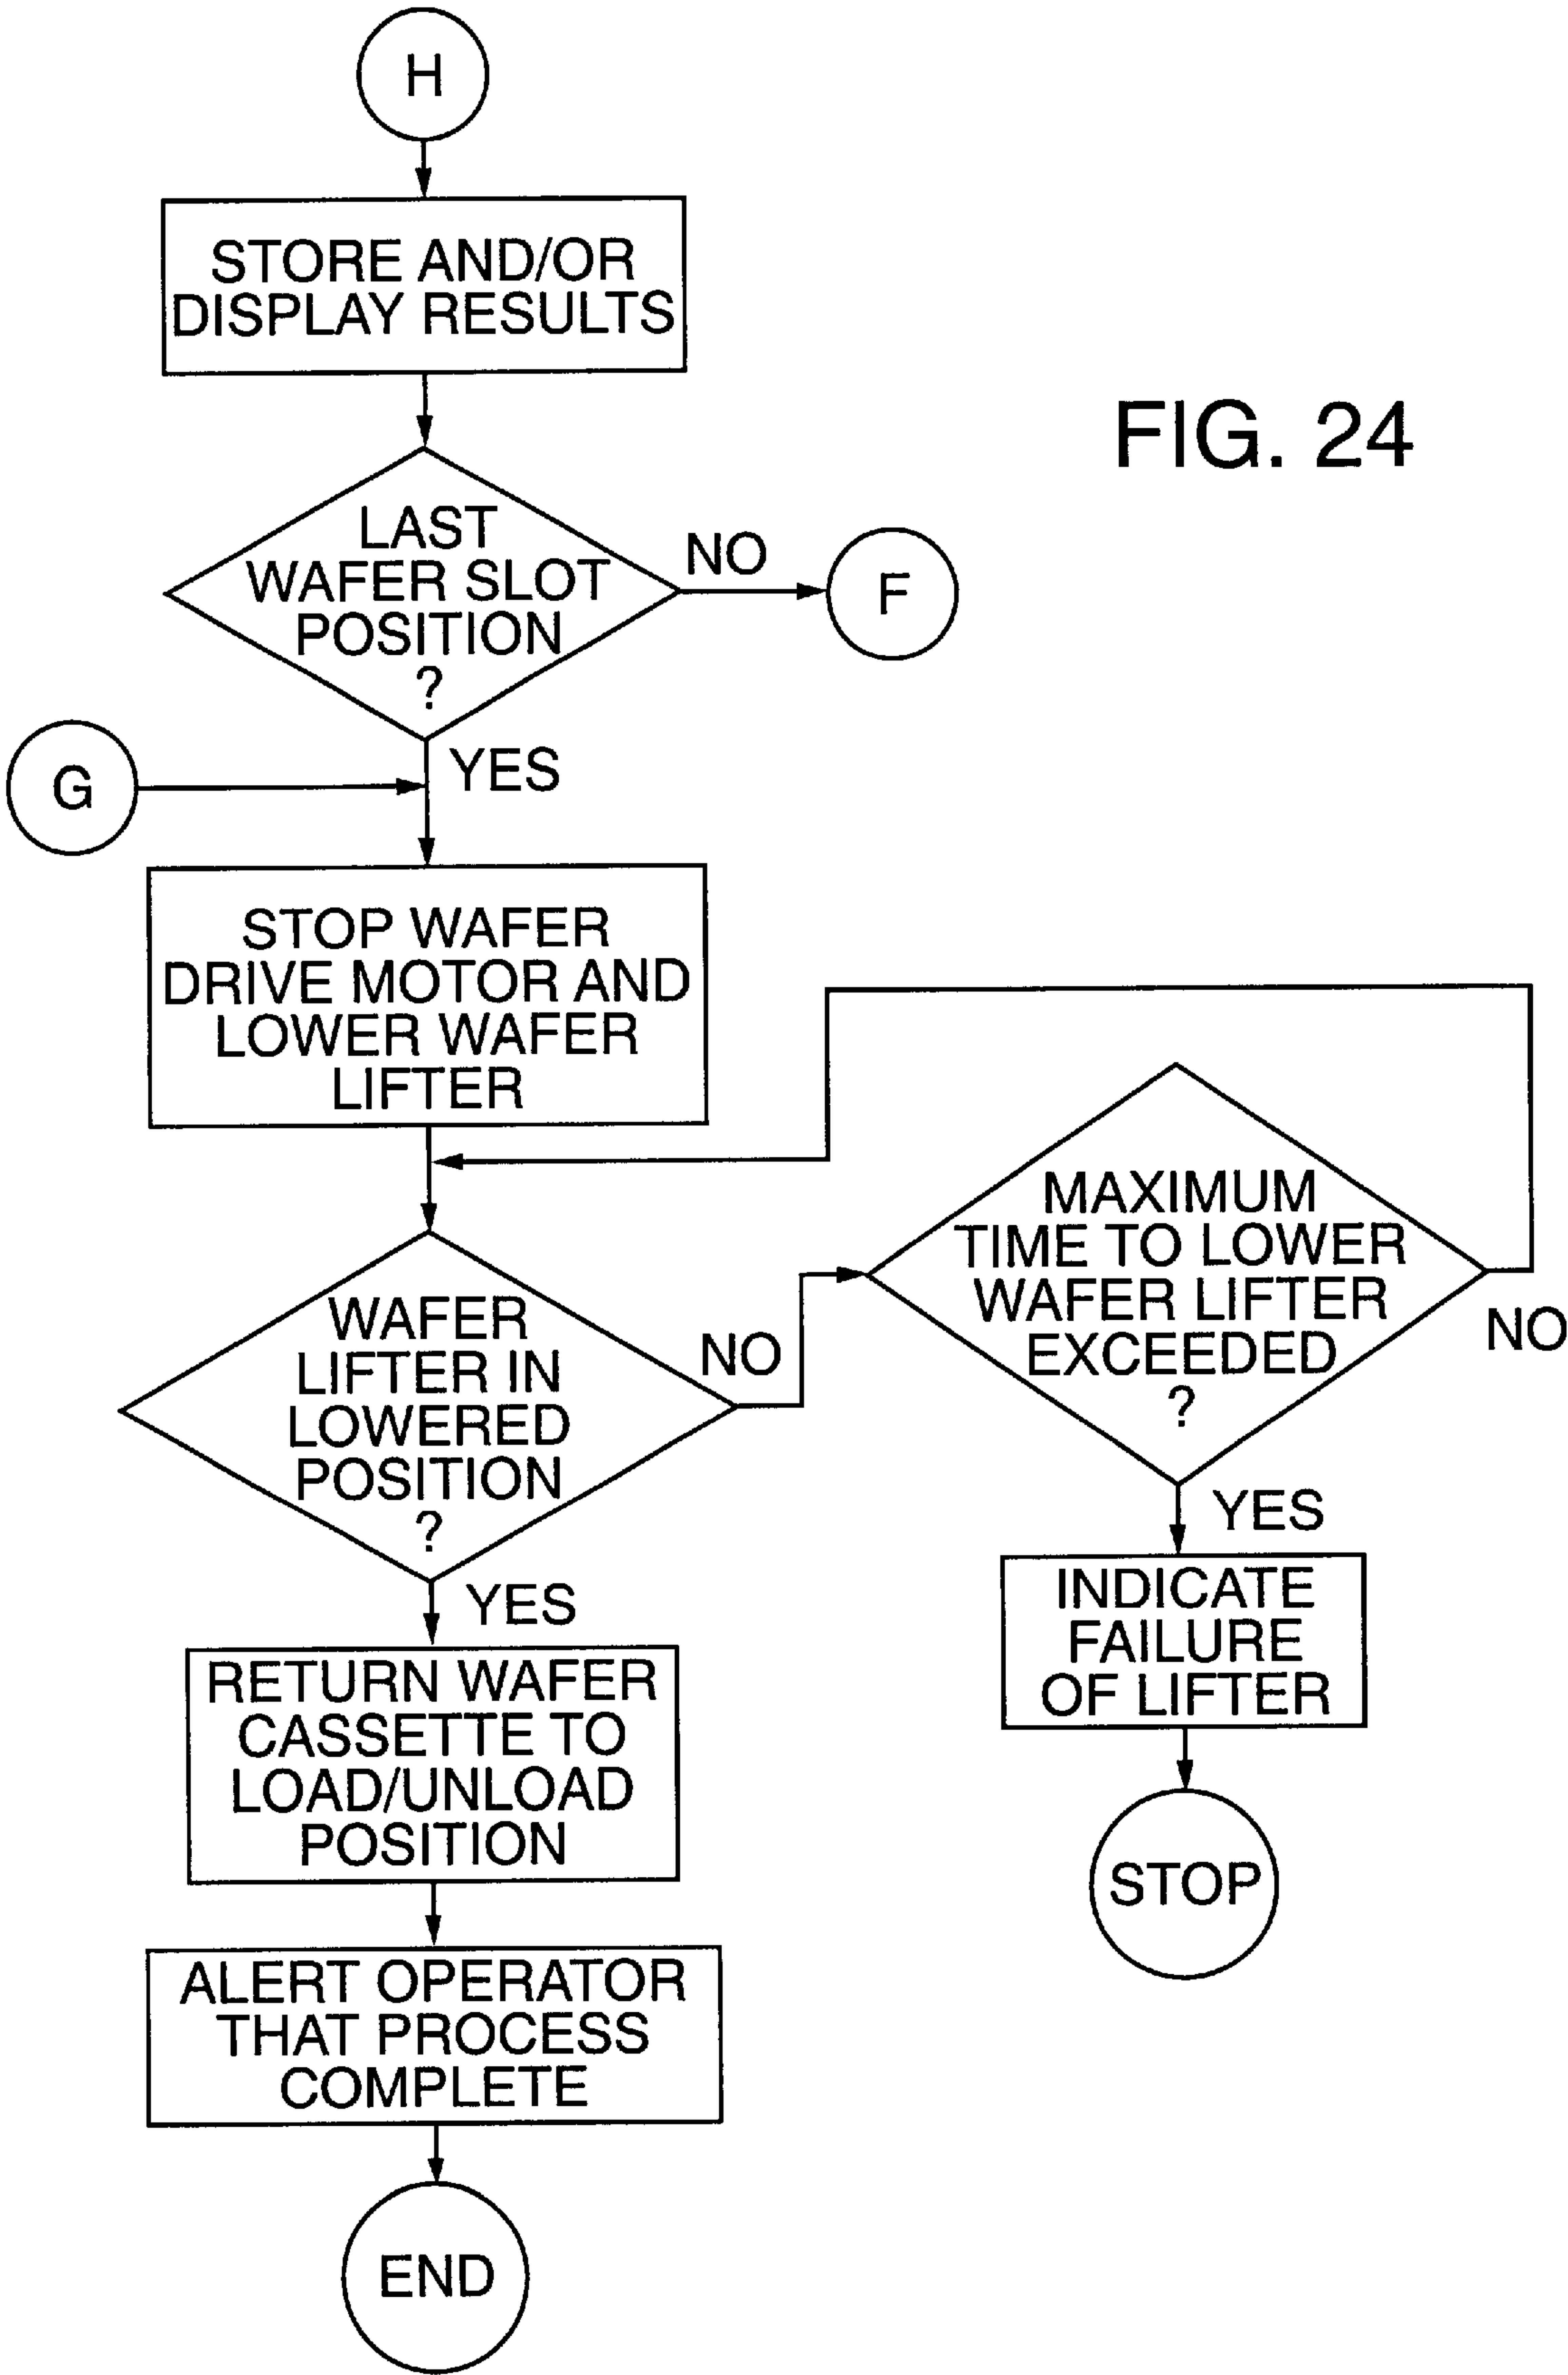 H
STORE AND/OR
DISPLAY RESULTS
FIG. 24
LAST
WAFER SLOT
POSITION
?
NO
F
YES
G
STOP WAFER
DRIVE MOTOR AND
LOWER WAFER
LIFTER
WAFER
LIFTER IN
LOWERED
POSITION
?
NO
MAXIMUM
TIME TO LOWER
WAFER LIFTER
EXCEEDED
?
NO
YES
INDICATE
FAILURE
OF LIFTER
STOP
YES
RETURN WAFER
CASSETTE TO
LOAD/UNLOAD
POSITION
ALERT OPERATOR
THAT PROCESS
COMPLETE
END